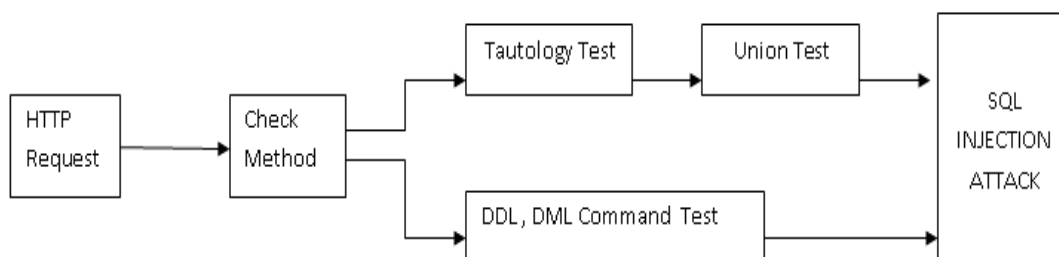 HTTP
Request
Check
Method
Tautology Test
Union Test
DDL , DML Command Test
SQL
INJECTION
ATTACK